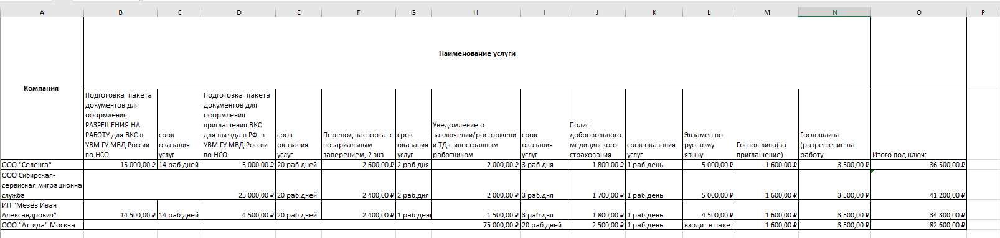 A B C D E F G H I J K L M N O P
Наименование услуги
Компания
Подготовка пакета
документов для
оформления
РАЗРЕШЕНИЯ НА
РАБОТУ для ВКС в
УВМ ГУ МВД России
по НСО
срок
оказания
услуг
Подготовка пакета
документов для
оформления
приглашения ВКС
для въезда в РФ в
УВМ ГУ МВД России
по НСО
срок
оказания
услуг
Перевод паспорта с
нотариальным
заверением, 2 экз
срок
оказания
услуг
Уведомление о
заключении/расторжени
и ТД с иностранным
работником
срок
оказания
услуг
Полис
добровольного
медицинского
страхования
срок оказания
услуг
Экзамен по
русскому
языку
Госпошлина(за
приглашение)
Госпошлина
(разрешение на
работу
Итого под ключ:
ООО "Селенга" 15 000,00 ₽ 14 раб.дней 5 000,00 ₽ 20 раб.дней 2 600,00 ₽ 2 раб.дня 2 000,00 ₽ 3 раб.дня 1 800,00 ₽ 1 раб.день 5 000,00 ₽ 1 600,00 ₽ 3 500,00 ₽ 36 500,00 ₽
ООО Сибирская-
сервисная миграционна
служба 25 000,00 ₽ 20 раб.дней 2 400,00 ₽ 2 раб.дня 2 000,00 ₽ 3 раб.дня 1 700,00 ₽ 1 раб.день 5 000,00 ₽ 1 600,00 ₽ 3 500,00 ₽ 41 200,00 ₽
ИП "Мезёв Иван
Александрович" 14 500,00 ₽ 14 раб.дней 4 500,00 ₽ 20 раб.дней 2 400,00 ₽ 1 раб.ден 1 500,00 ₽ 3 раб.дня 1 800,00 ₽ 1 раб.день 4 500,00 ₽ 1 600,00 ₽ 3 500,00 ₽ 34 300,00 ₽
ООО "Аттида" Москва 75 000,00 ₽ 20 раб.дней 2 500,00 ₽ 1 раб.день входит в пакет 1 600,00 ₽ 3 500,00 ₽ 82 600,00 ₽